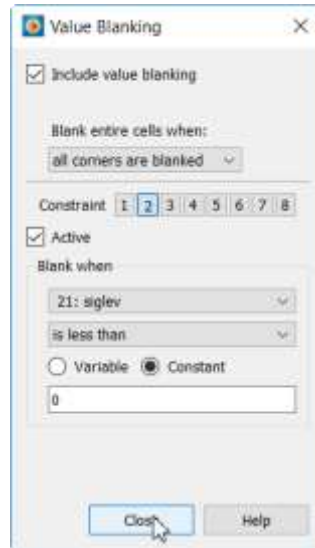 Value Blanking
Include value blanking
Blank entire cells when:
all corners are blanked
Constraint 1 2 3 4 5 6 7 8
Active
Blank when
21: siglev
is less than
Variable Constant
0
Close Help